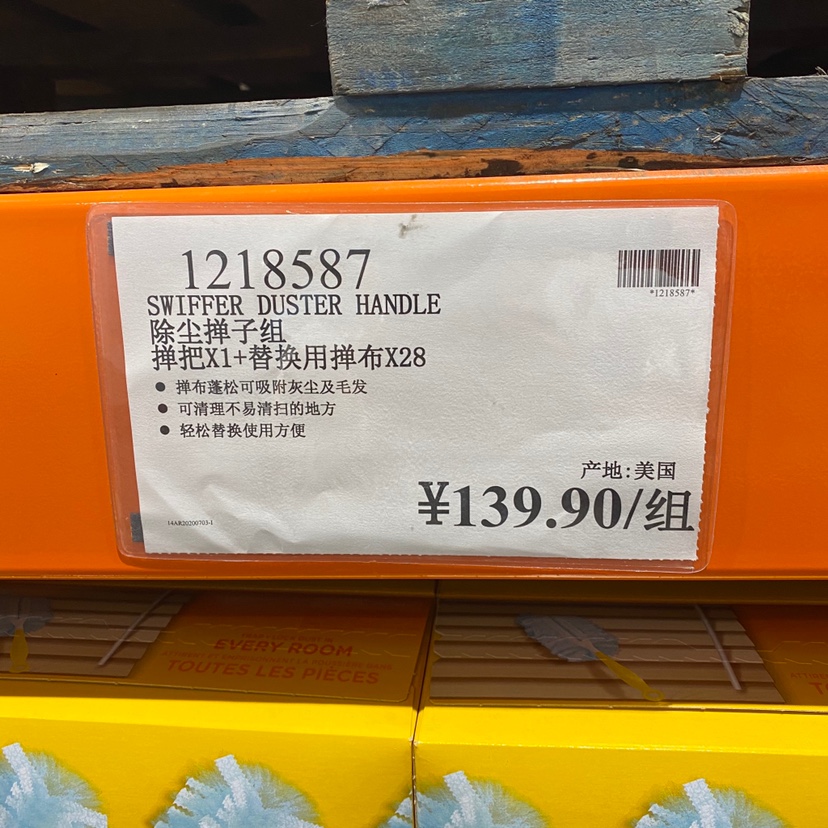 1218587
*1218587*
SWIFFER DUSTER HANDLE
除尘掸子组
掸把X1+替换用掸布X28
● 掸布蓬松可吸附灰尘及毛发
● 可清理不易清扫的地方
● 轻松替换使用方便
产地:美国
¥139.90/组
14AR20200703-1
EVERY ROOM
TOUTES LES PIÈCES